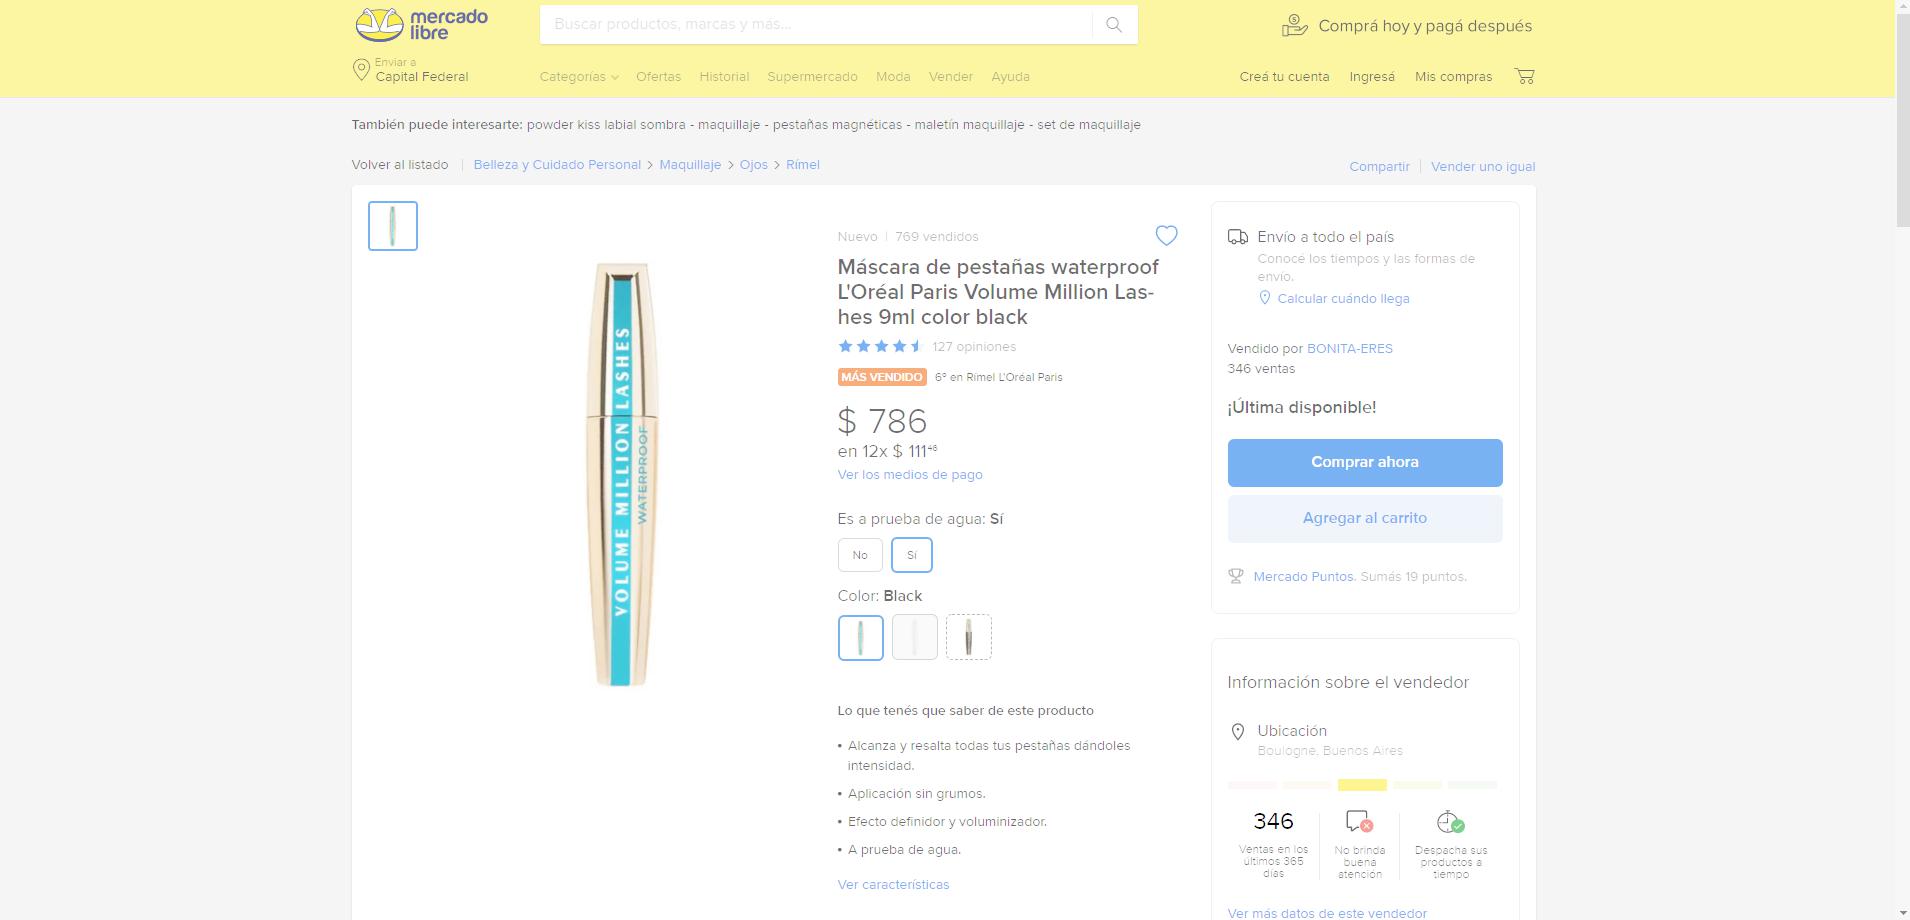 mercado
libre
Buscar productos, marcas y más...
Comprá hoy y pagá después
Enviar a
Capital Federal
Categorías
Ofertas
Historial
Supermercado
Moda
Vender
Ayuda
Creá tu cuenta
Ingresá
Mis compras
También puede interesarte: powder kiss labial sombra - maquillaje - pestañas magnéticas - maletín maquillaje - set de maquillaje
Volver al listado
Belleza y Cuidado Personal > Maquillaje > Ojos > Rímel
Compartir
Vender uno igual
VOLUME MILLION LASHES
WATERPROOF
Nuevo | 769 vendidos
Máscara de pestañas waterproof
L'Oréal Paris Volume Million Las-
hes 9ml color black
127 opiniones
MÁS VENDIDO 6º en Rímel L'Oréal Paris
$ 786
en 12x $ 111 46
Ver los medios de pago
Es a prueba de agua: Sí
No
Sí
Color: Black
Lo que tenés que saber de este producto
• Alcanza y resalta todas tus pestañas dándoles
intensidad.
• Aplicación sin grumos.
• Efecto definidor y voluminizador.
• A prueba de agua.
Ver características
Envío a todo el país
Conocé los tiempos y las formas de
envío.
Calcular cuándo llega
Vendido por BONITA-ERES
346 ventas
¡Última disponible!
Comprar ahora
Agregar al carrito
Mercado Puntos. Sumás 19 puntos.
Información sobre el vendedor
Ubicación
Boulogne, Buenos Aires
346
Ventas en los
últimos 365
días
No brinda
buena
atención
Despacha sus
productos a
tiempo
Ver más datos de este vendedor